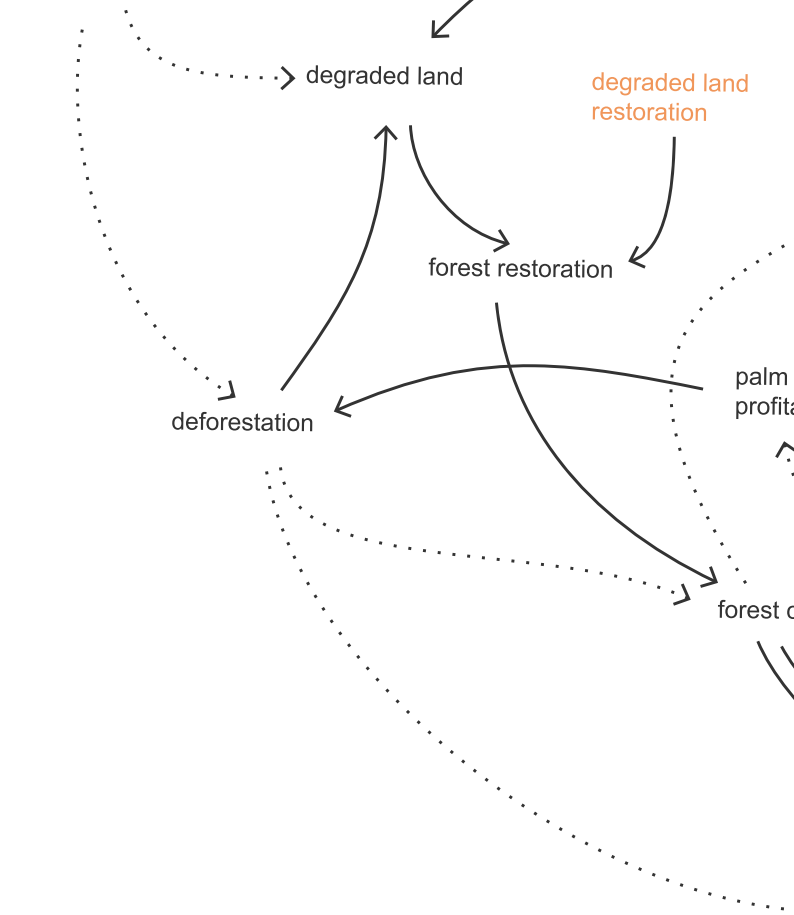 degraded land
degraded land
restoration
forest restoration
palm
deforestation
forest